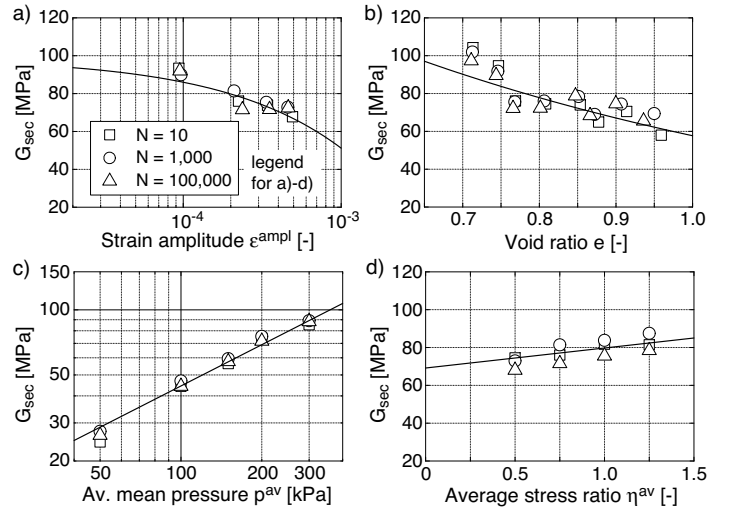 a)
G_sec [MPa]
120
100
80
60
40
20
N = 10
N = 1,000
N = 100,000
legend
for a)-d)
10⁻⁴
10⁻³
Strain amplitude ε^ampl [-]
b)
G_sec [MPa]
120
100
80
60
40
20
0.7
0.8
0.9
1.0
Void ratio e [-]
c)
G_sec [MPa]
150
100
50
30
20
50
100
200
300
Av. mean pressure p^av [kPa]
d)
G_sec [MPa]
120
100
80
60
40
20
0
0.5
1.0
1.5
Average stress ratio η^av [-]